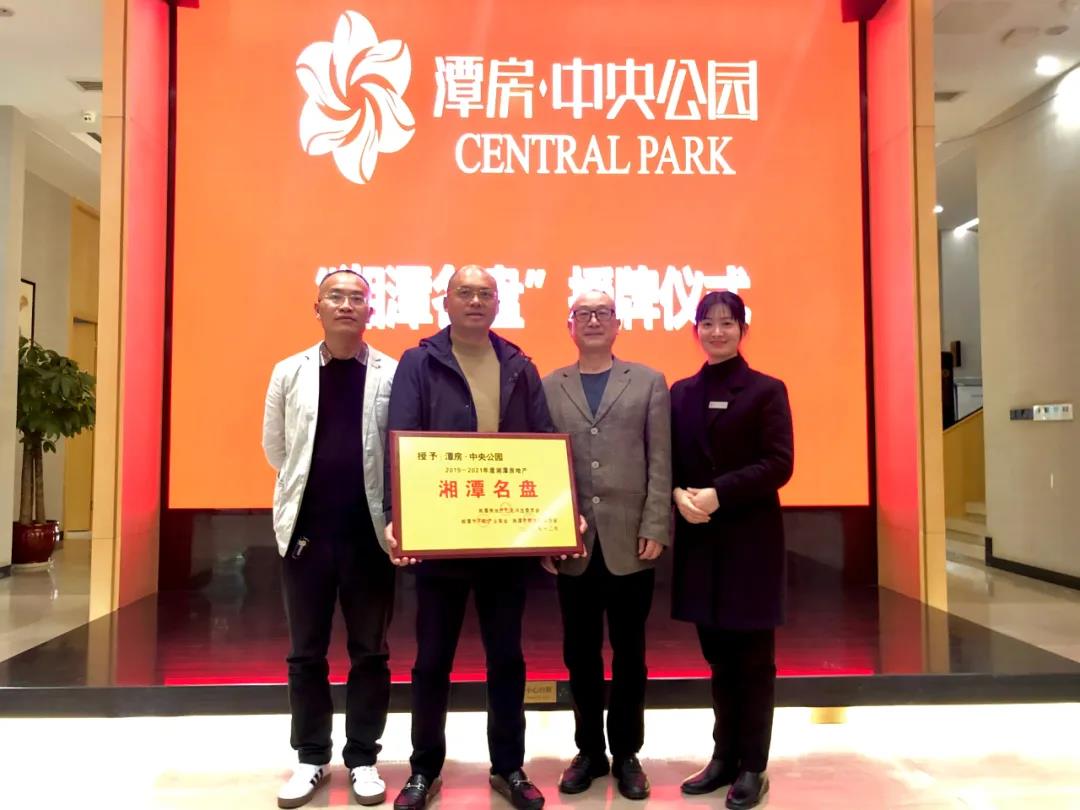 潭房·中央公园
CENTRAL PARK
“湘潭名盘”授牌仪式
授予：潭房·中央公园
2019－2021年度湘潭房地产
湘潭名盘